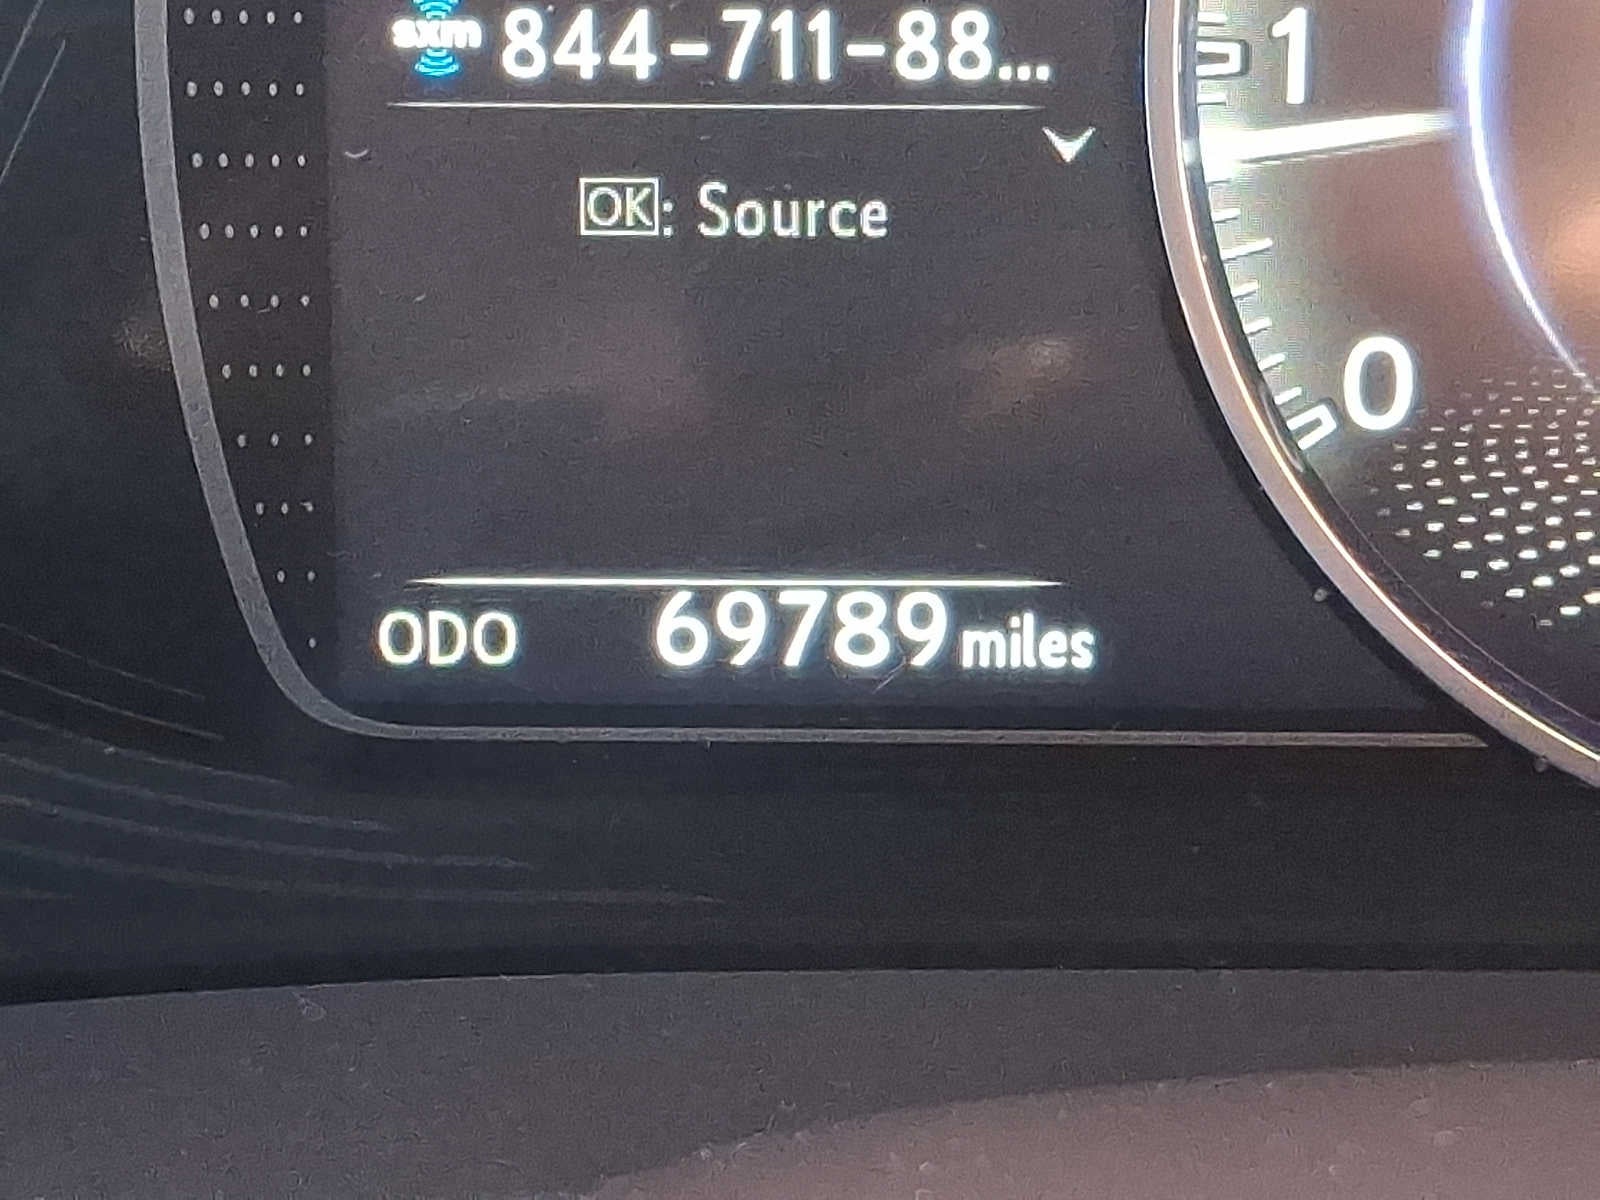 sxm 844-711-88...
1
OK: Source
0
ODO 69789 miles